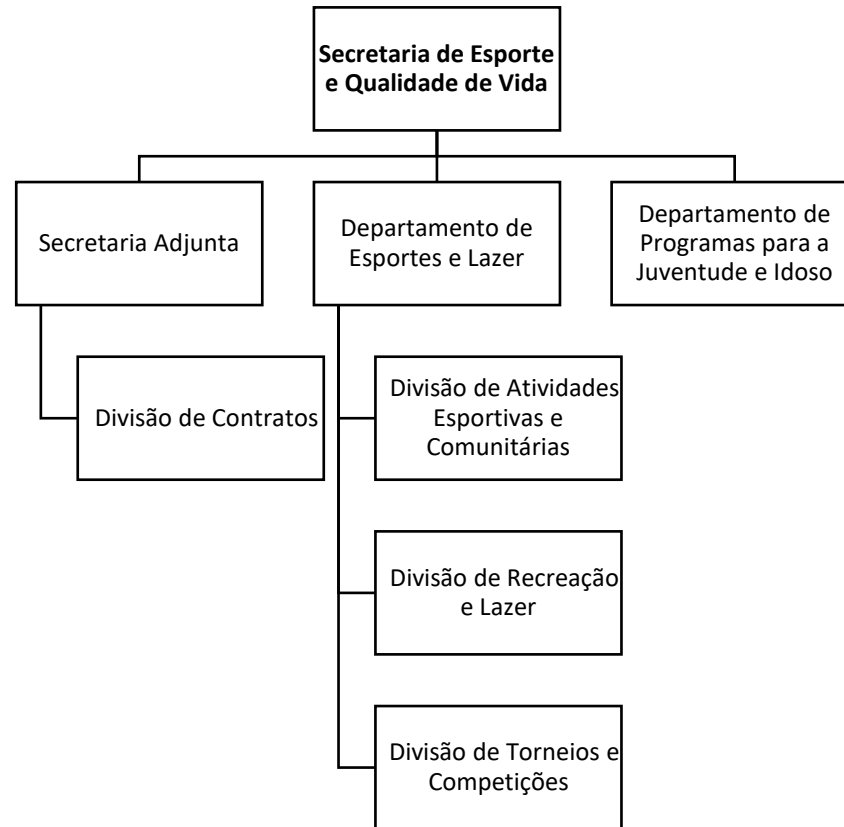 Secretaria de Esporte
e Qualidade de Vida
Secretaria Adjunta
Departamento de
Esportes e Lazer
Departamento de
Programas para a
Juventude e Idoso
Divisão de Contratos
Divisão de Atividades
Esportivas e
Comunitárias
Divisão de Recreação
e Lazer
Divisão de Torneios e
Competições